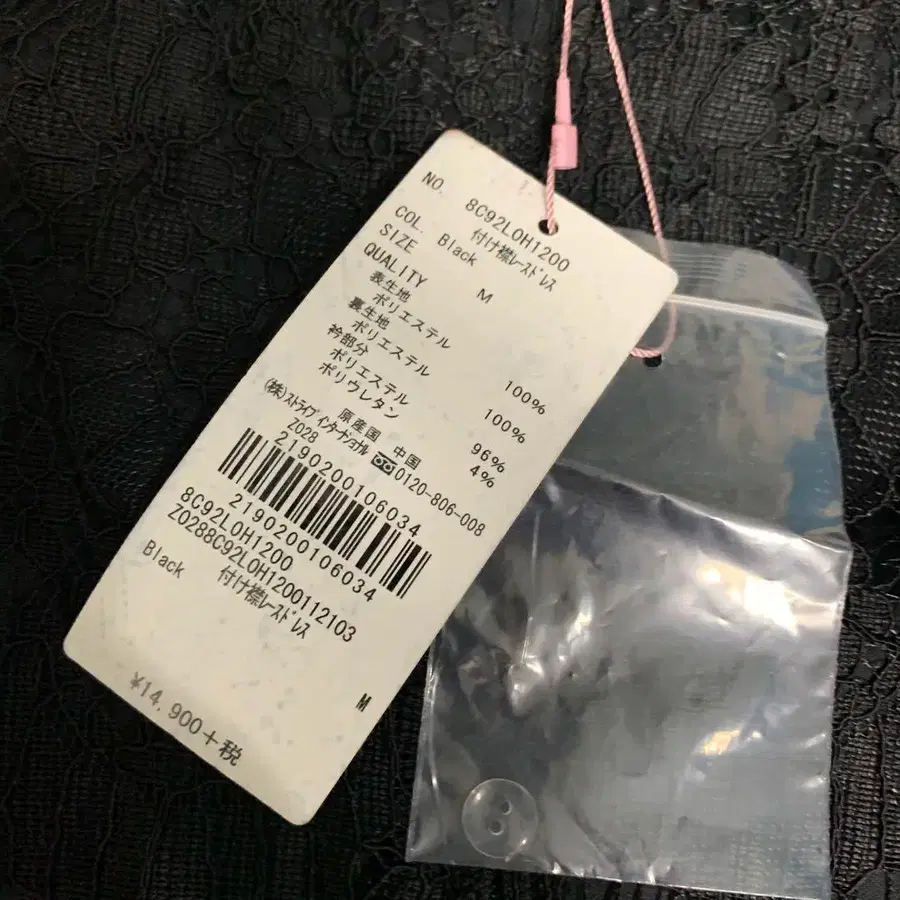 NO. 8C92L0H1200
付け襟ﾚｰｽﾄﾞﾚｽ
COL. Black
SIZE M
QUALITY
表生地
ポリエステル 100%
裏生地
ポリエステル 100%
衿部分
ポリエステル 96%
ポリウレタン 4%
原産国 中国
(株)ｽﾄﾗｲﾌﾟｲﾝﾀｰﾅｼｮﾅﾙ 0120-806-008
Z028
2190200106034
2190200106034
8C92L0H1200
Z0288C92L0H1200112103
付け襟ﾚｰｽﾄﾞﾚｽ
Black M
¥14,900+税